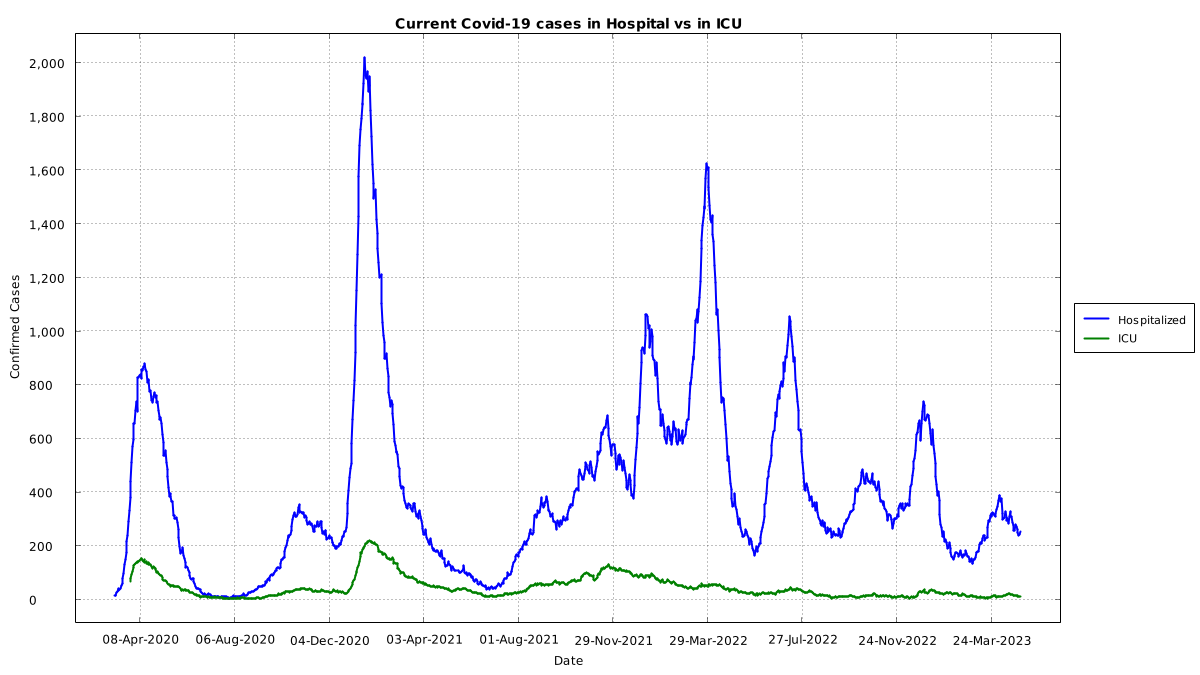 Current Covid-19 cases in Hospital vs in ICU
Confirmed Cases
2,000
1,800
1,600
1,400
1,200
1,000
800
600
400
200
0
08-Apr-2020 06-Aug-2020 04-Dec-2020 03-Apr-2021 01-Aug-2021 29-Nov-2021 29-Mar-2022 27-Jul-2022 24-Nov-2022 24-Mar-2023
Date
Hospitalized
ICU